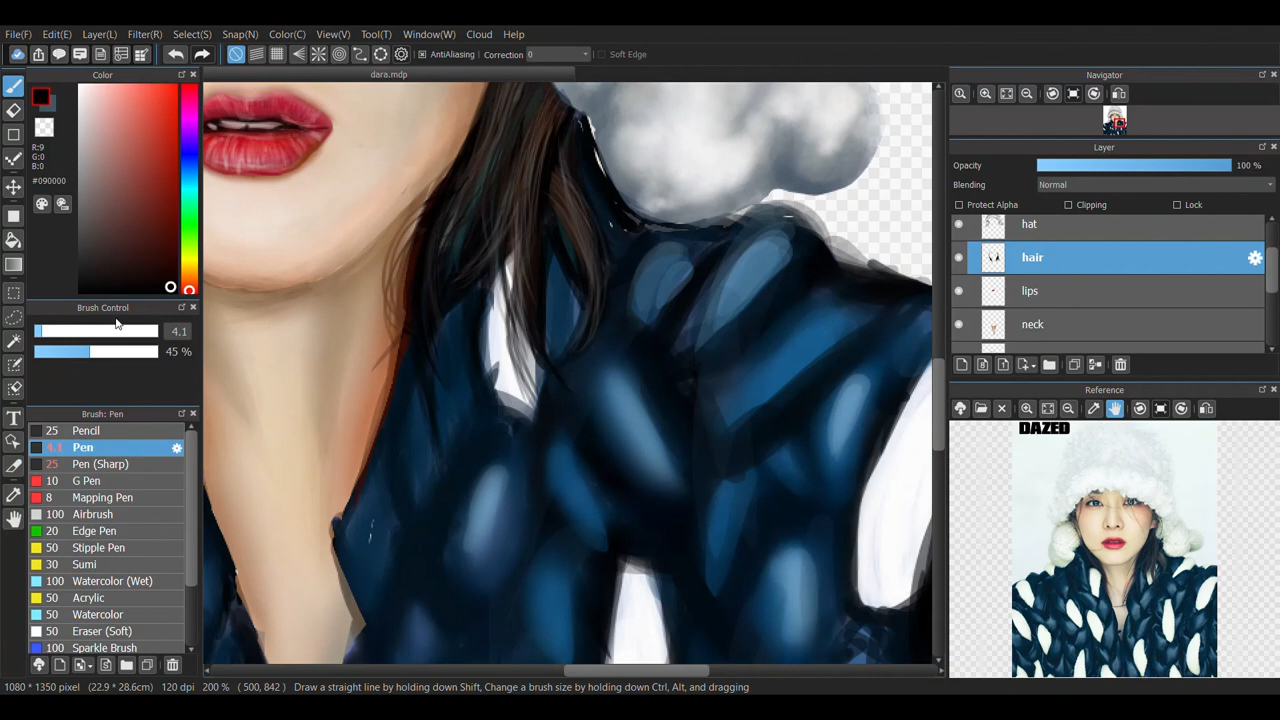 File(F) Edit(E) Layer(L) Filter(R) Select(S) Snap(N) Color(C) View(V) Tool(T) Window(W) Cloud Help
AntiAliasing Correction 0 Soft Edge
Color
dara.mdp
Navigator
R:9
G:0
B:0
#090000
Brush Control
4.1
45 %
Brush: Pen
25 Pencil
4.1 Pen
25 Pen (Sharp)
10 G Pen
8 Mapping Pen
100 Airbrush
20 Edge Pen
50 Stipple Pen
30 Sumi
100 Watercolor (Wet)
50 Acrylic
50 Watercolor
50 Eraser (Soft)
100 Sparkle Brush
Layer
Opacity 100 %
Blending Normal
Protect Alpha Clipping Lock
hat
hair
lips
neck
Reference
DAZED
1080 * 1350 pixel (22.9 * 28.6cm) 120 dpi 200 % ( 500, 842 ) Draw a straight line by holding down Shift, Change a brush size by holding down Ctrl, Alt, and dragging